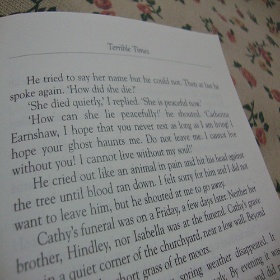 Terrible Times
He tried to say her name but he could not. Then at last he
spoke again. 'How did she die?'
'She died quietly,' I replied. 'She is peaceful now.'
'How can she lie peacefully!' he shouted. 'Catherine
Earnshaw, I hope that you never rest as long as I am living! I
hope your ghost haunts me. Do not leave me. I cannot live
without you! I cannot live without my soul!'
He cried out like an animal in pain and hit his head against
the tree until blood ran down. I felt sorry for him and I did not
want to leave him, but he shouted at me to go away.
Cathy's funeral was on a Friday, a few days later. Neither her
brother, Hindley, nor Isabella was at the funeral. Cathy's grave
in a quiet corner of the churchyard, near a low wall. Beyond
short grass of the moors.
spring weather disappeared. It
by evening